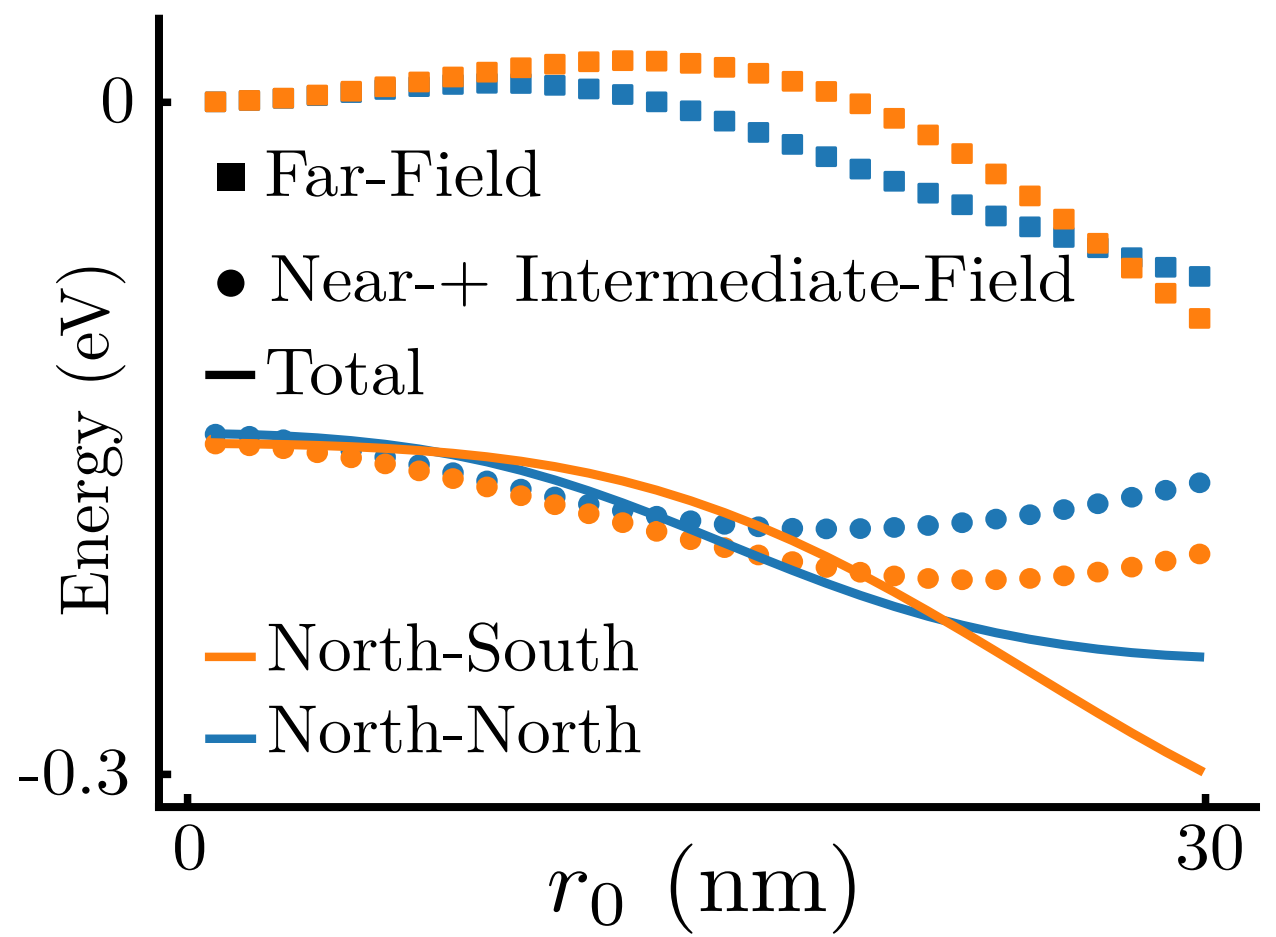 0
Far-Field
Near-+ Intermediate-Field
Total
Energy (eV)
North-South
North-North
-0.3
0
30
r₀ (nm)